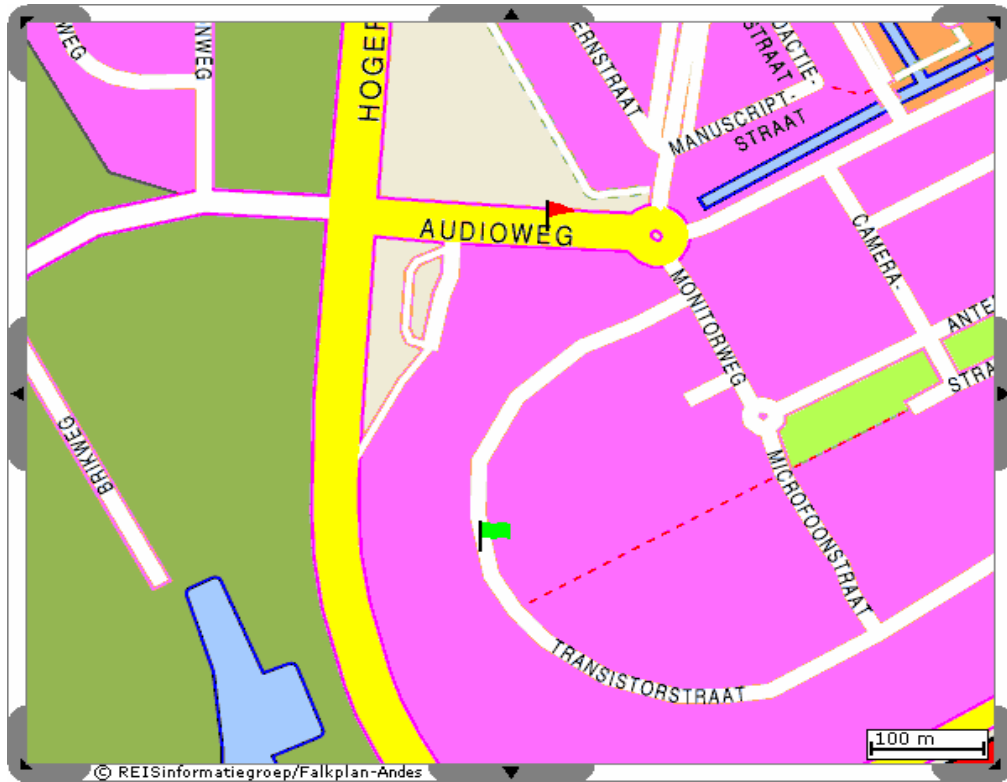 WEG
NWEG
HOGER
ERNSTRAAT
DACTIE-
STRAAT
MANUSCRIPT-
STRAAT
AUDIOWEG
CAMERA-
MONITORWEG
ANTE
STRA
BRIKWEG
MICROFOONSTRAAT
TRANSISTORSTRAAT
100 m
© REISinformatiegroep/Falkplan-Andes